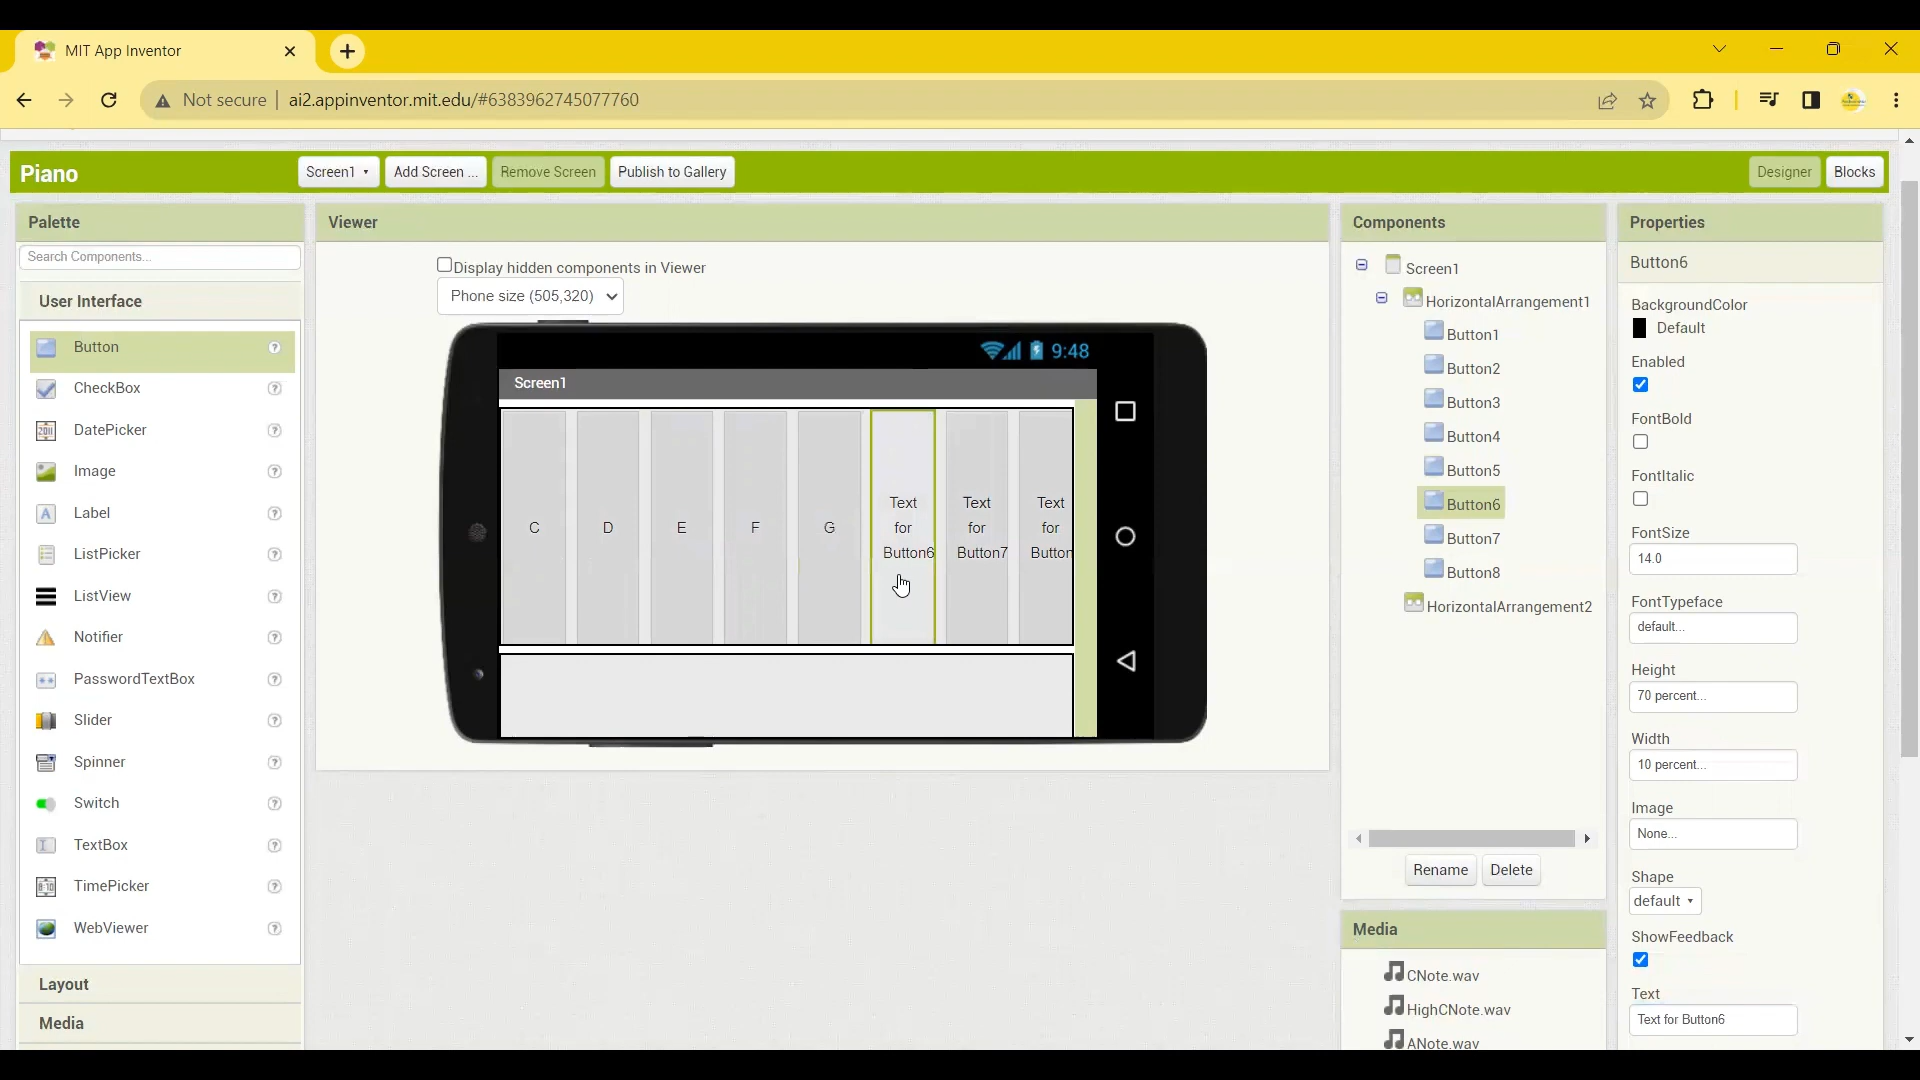 MIT App Inventor
Not secure
ai2.appinventor.mit.edu/#6383962745077760
Piano
Screen1
Add Screen ...
Remove Screen
Publish to Gallery
Designer
Blocks
Palette
Search Components...
User Interface
Button
?
CheckBox
?
DatePicker
?
Image
?
Label
?
ListPicker
?
ListView
?
Notifier
?
PasswordTextBox
?
Slider
?
Spinner
?
Switch
?
TextBox
?
TimePicker
?
WebViewer
?
Layout
Media
Viewer
Display hidden components in Viewer
Phone size (505,320)
9:48
Screen1
C
D
E
F
G
Text
for
Button6
Text
for
Button7
Text
for
Button
Components
Screen1
HorizontalArrangement1
Button1
Button2
Button3
Button4
Button5
Button6
Button7
Button8
HorizontalArrangement2
Rename
Delete
Media
CNote.wav
HighCNote.wav
ANote.wav
Properties
Button6
BackgroundColor
Default
Enabled
FontBold
FontItalic
FontSize
14.0
FontTypeface
default...
Height
70 percent...
Width
10 percent...
Image
None...
Shape
default
ShowFeedback
Text
Text for Button6